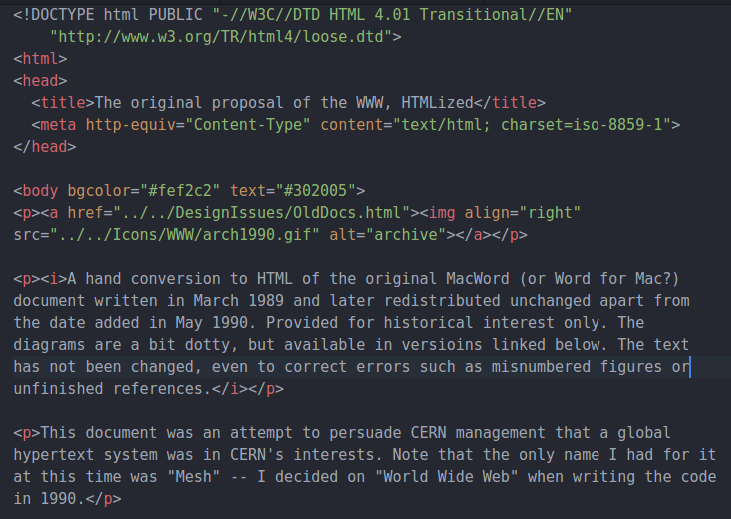 <!DOCTYPE html PUBLIC "-//W3C//DTD HTML 4.01 Transitional//EN"
    "http://www.w3.org/TR/html4/loose.dtd">
<html>
<head>
  <title>The original proposal of the WWW, HTMLized</title>
  <meta http-equiv="Content-Type" content="text/html; charset=iso-8859-1">
</head>

<body bgcolor="#fef2c2" text="#302005">
<p><a href="../../DesignIssues/OldDocs.html"><img align="right"
src="../../Icons/WWW/arch1990.gif" alt="archive"></a></p>

<p><i>A hand conversion to HTML of the original MacWord (or Word for Mac?)
document written in March 1989 and later redistributed unchanged apart from
the date added in May 1990. Provided for historical interest only. The
diagrams are a bit dotty, but available in versioins linked below. The text
has not been changed, even to correct errors such as misnumbered figures or
unfinished references.</i></p>

<p>This document was an attempt to persuade CERN management that a global
hypertext system was in CERN's interests. Note that the only name I had for it
at this time was "Mesh" -- I decided on "World Wide Web" when writing the code
in 1990.</p>